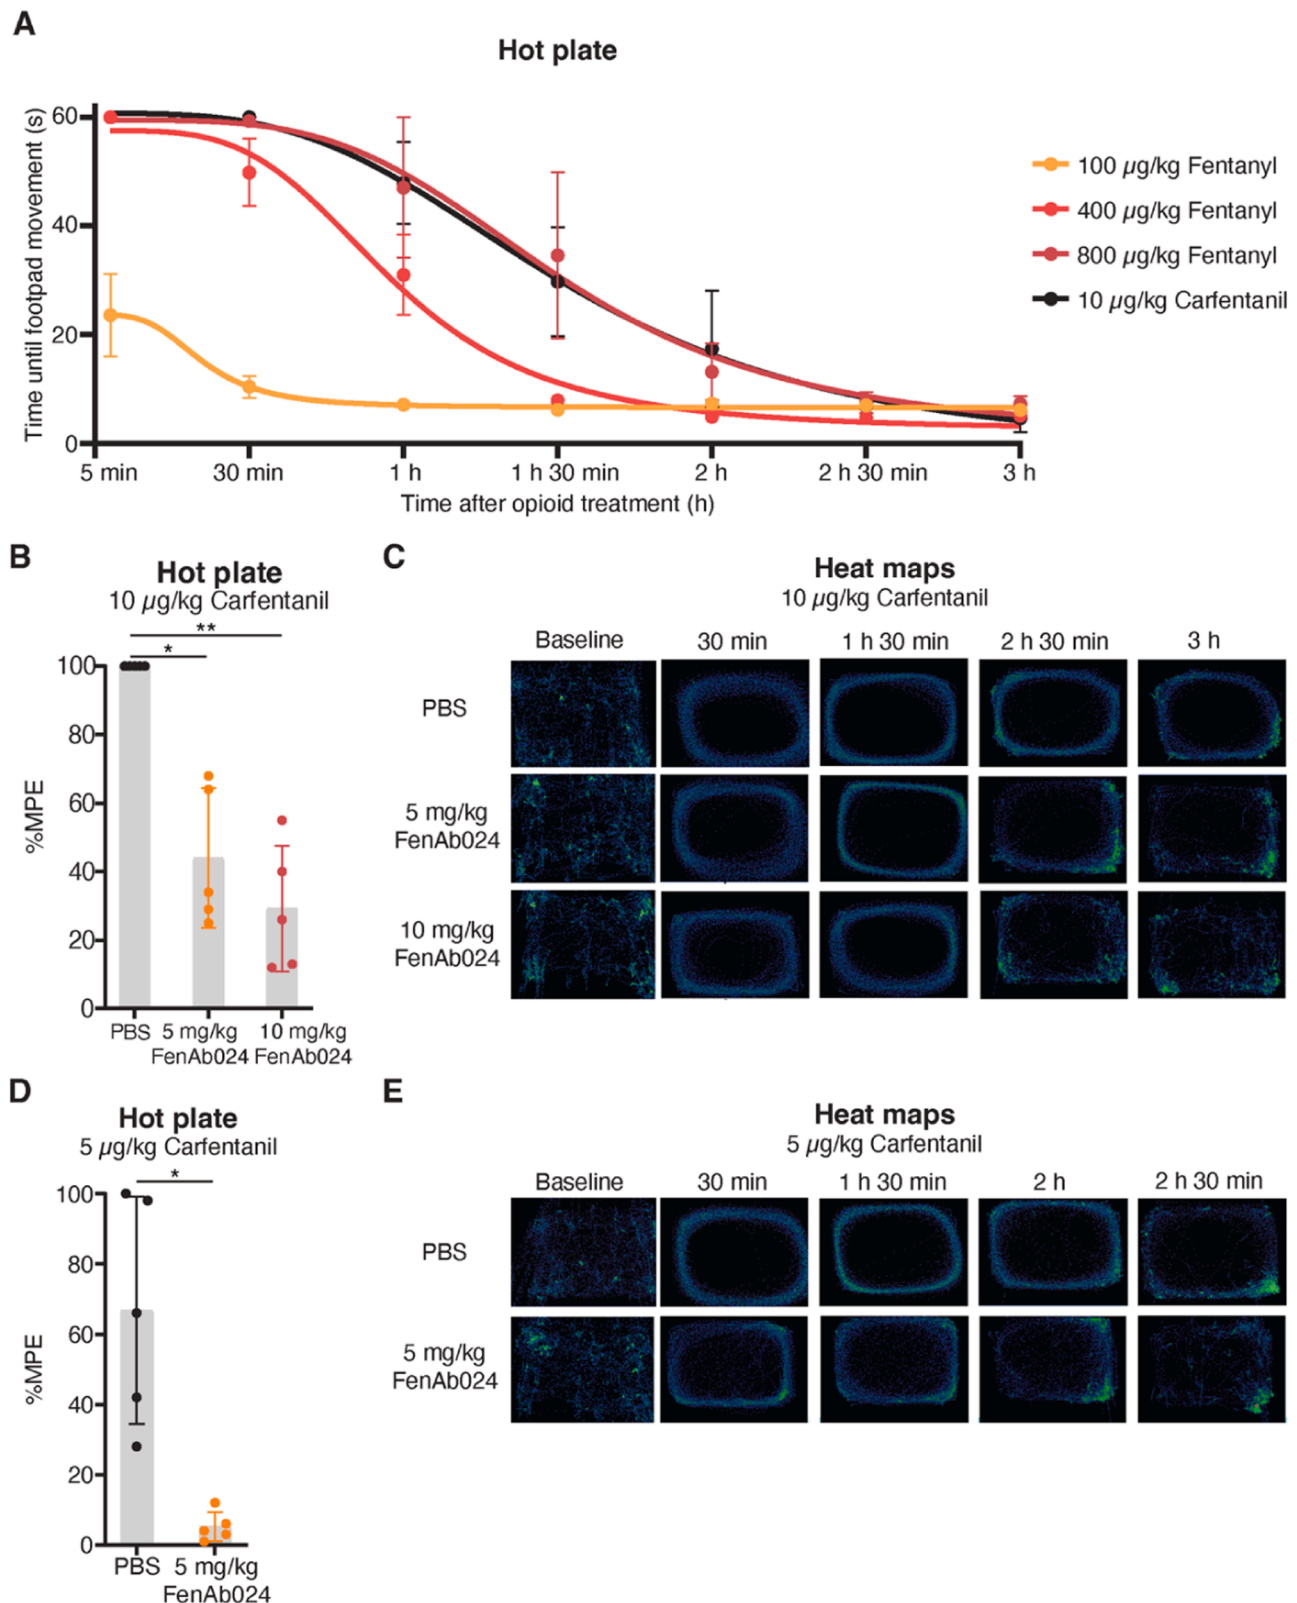 A
Hot plate
Time until footpad movement (s)
60
40
20
0
5 min 30 min 1 h 1 h 30 min 2 h 2 h 30 min 3 h
Time after opioid treatment (h)
100 µg/kg Fentanyl
400 µg/kg Fentanyl
800 µg/kg Fentanyl
10 µg/kg Carfentanil
B
Hot plate
10 µg/kg Carfentanil
**
*
%MPE
100
80
60
40
20
0
PBS 5 mg/kg 10 mg/kg
FenAb024 FenAb024
C
Heat maps
10 µg/kg Carfentanil
Baseline 30 min 1 h 30 min 2 h 30 min 3 h
PBS
5 mg/kg
FenAb024
10 mg/kg
FenAb024
D
Hot plate
5 µg/kg Carfentanil
*
%MPE
100
80
60
40
20
0
PBS 5 mg/kg
FenAb024
E
Heat maps
5 µg/kg Carfentanil
Baseline 30 min 1 h 30 min 2 h 2 h 30 min
PBS
5 mg/kg
FenAb024